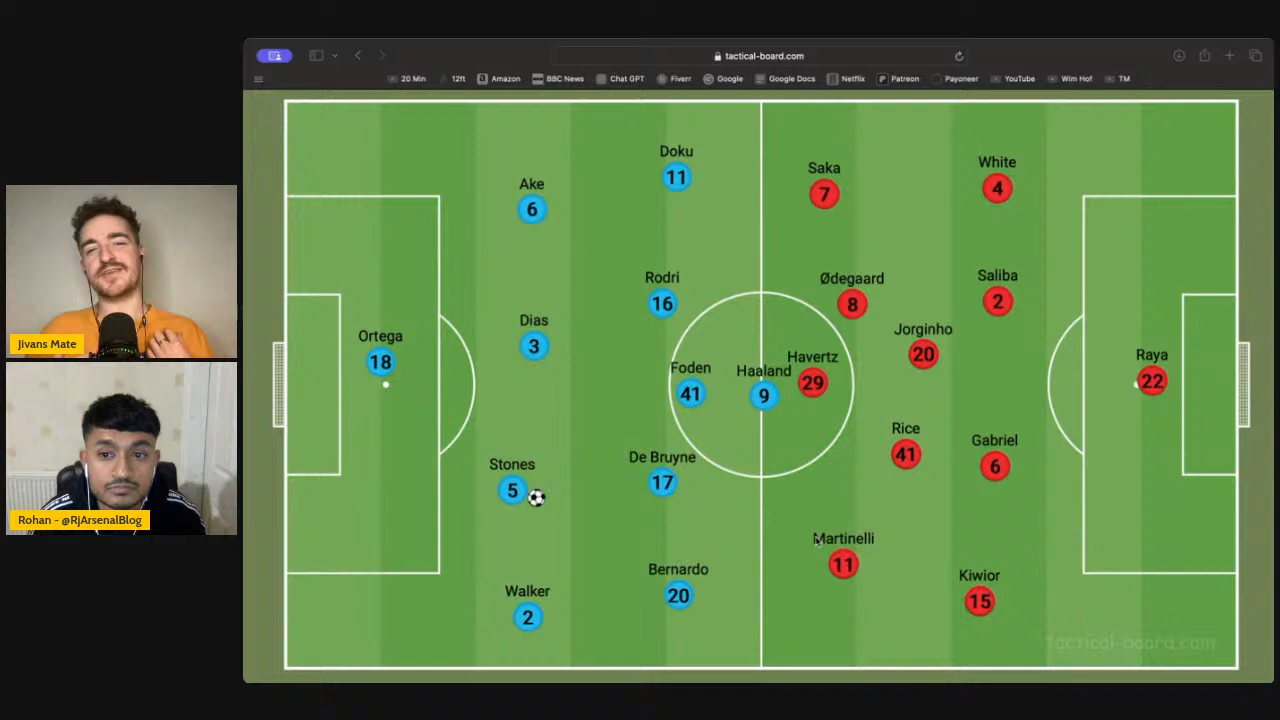 tactical-board.com
20 Min
12ft
Amazon
BBC News
Chat GPT
Fiverr
Google
Google Docs
Netflix
Patreon
Payoneer
YouTube
Wim Hof
TM
Doku
11
Saka
7
White
4
Ake
6
Rodri
16
Ødegaard
8
Saliba
2
Ortega
18
Dias
3
Jorginho
20
Foden
41
Haaland
9
Havertz
29
Raya
22
Stones
5
De Bruyne
17
Rice
41
Gabriel
6
Martinelli
11
Walker
2
Bernardo
20
Kiwior
15
tactical-board.com
Jivans Mate
Rohan - @RjArsenalBlog